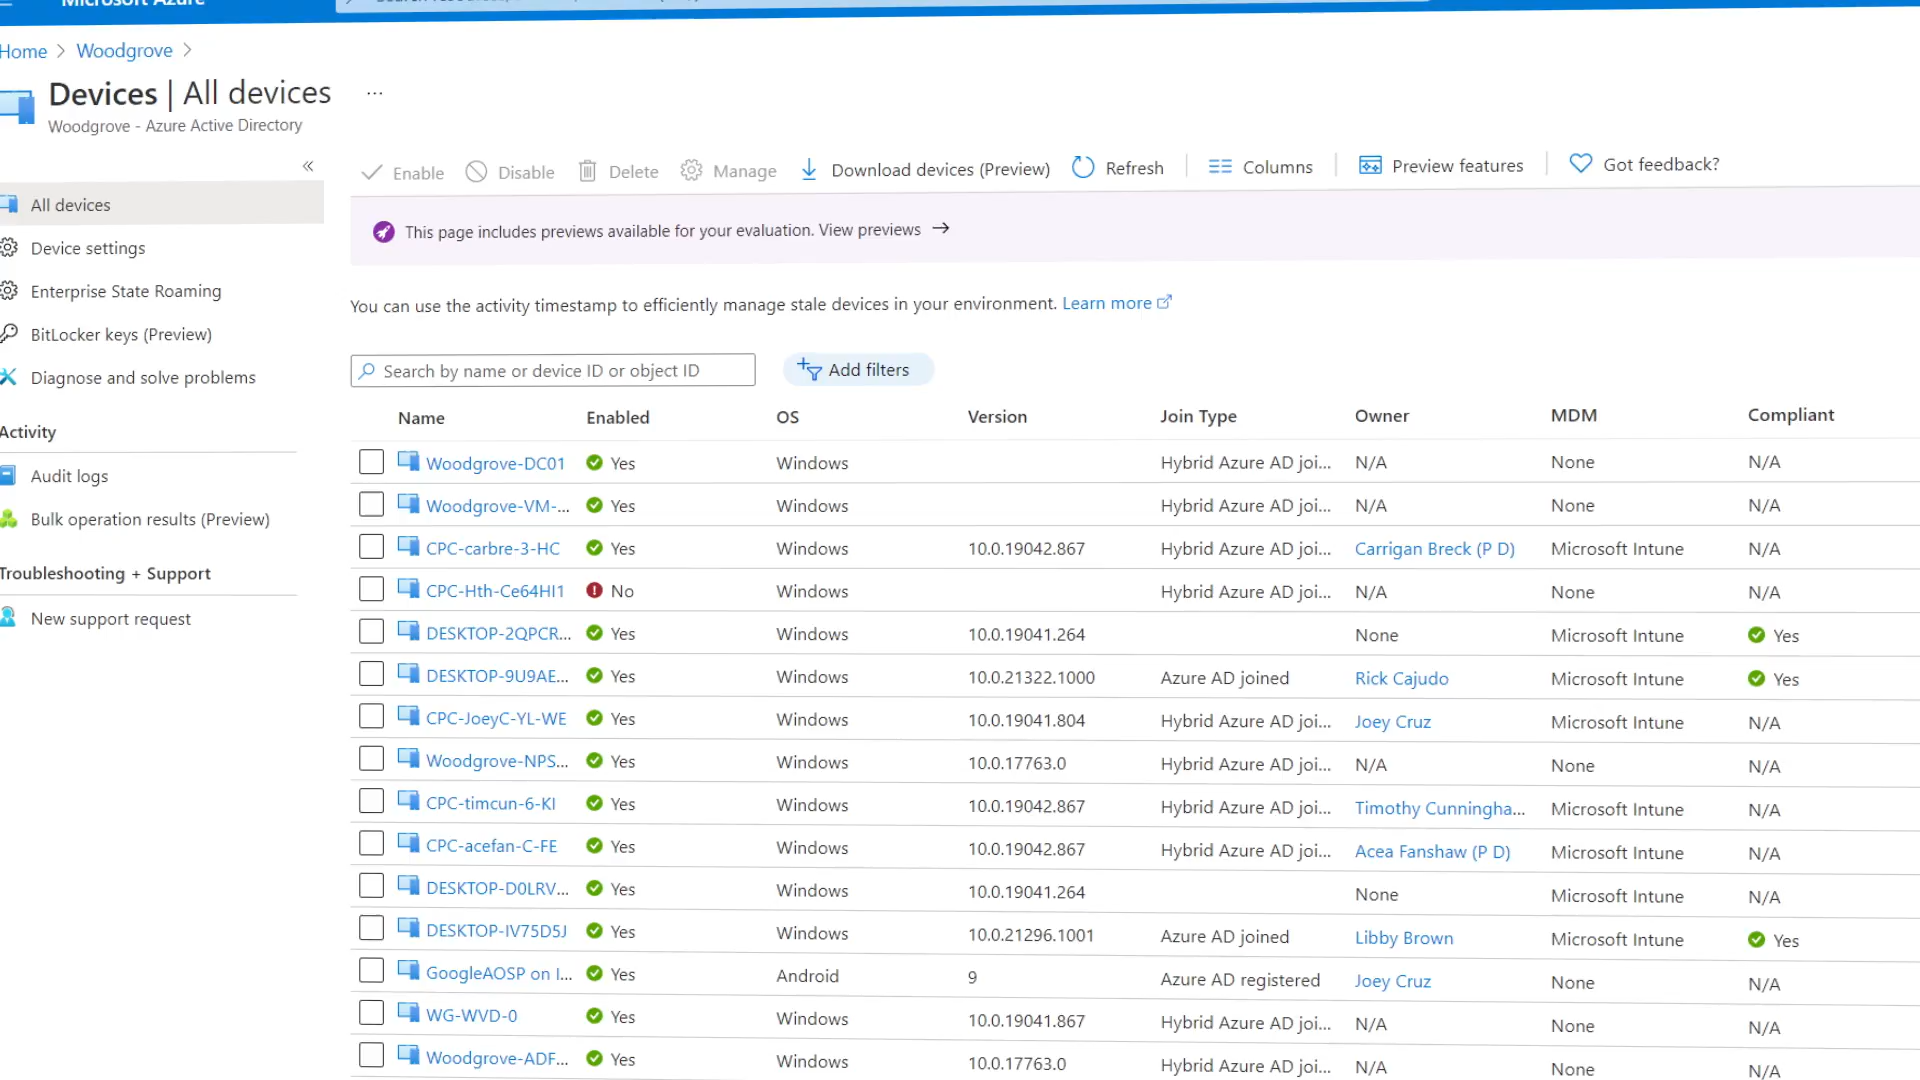 Microsoft Azure
Home > Woodgrove >
Devices | All devices ...
Woodgrove - Azure Active Directory
«
All devices
Device settings
Enterprise State Roaming
BitLocker keys (Preview)
Diagnose and solve problems
Activity
Audit logs
Bulk operation results (Preview)
Troubleshooting + Support
New support request
Enable Disable Delete Manage Download devices (Preview) Refresh Columns Preview features Got feedback?
This page includes previews available for your evaluation. View previews →
You can use the activity timestamp to efficiently manage stale devices in your environment. Learn more
Search by name or device ID or object ID Add filters
Name Enabled OS Version Join Type Owner MDM Compliant
Woodgrove-DC01 Yes Windows Hybrid Azure AD joi... N/A None N/A
Woodgrove-VM-... Yes Windows Hybrid Azure AD joi... N/A None N/A
CPC-carbre-3-HC Yes Windows 10.0.19042.867 Hybrid Azure AD joi... Carrigan Breck (P D) Microsoft Intune N/A
CPC-Hth-Ce64HI1 No Windows Hybrid Azure AD joi... N/A None N/A
DESKTOP-2QPCR... Yes Windows 10.0.19041.264 None Microsoft Intune Yes
DESKTOP-9U9AE... Yes Windows 10.0.21322.1000 Azure AD joined Rick Cajudo Microsoft Intune Yes
CPC-JoeyC-YL-WE Yes Windows 10.0.19041.804 Hybrid Azure AD joi... Joey Cruz Microsoft Intune N/A
Woodgrove-NPS... Yes Windows 10.0.17763.0 Hybrid Azure AD joi... N/A None N/A
CPC-timcun-6-KI Yes Windows 10.0.19042.867 Hybrid Azure AD joi... Timothy Cunningha... Microsoft Intune N/A
CPC-acefan-C-FE Yes Windows 10.0.19042.867 Hybrid Azure AD joi... Acea Fanshaw (P D) Microsoft Intune N/A
DESKTOP-D0LRV... Yes Windows 10.0.19041.264 None Microsoft Intune N/A
DESKTOP-IV75D5J Yes Windows 10.0.21296.1001 Azure AD joined Libby Brown Microsoft Intune Yes
GoogleAOSP on I... Yes Android 9 Azure AD registered Joey Cruz None N/A
WG-WVD-0 Yes Windows 10.0.19041.867 Hybrid Azure AD joi... N/A None N/A
Woodgrove-ADF... Yes Windows 10.0.17763.0 Hybrid Azure AD joi... N/A None N/A